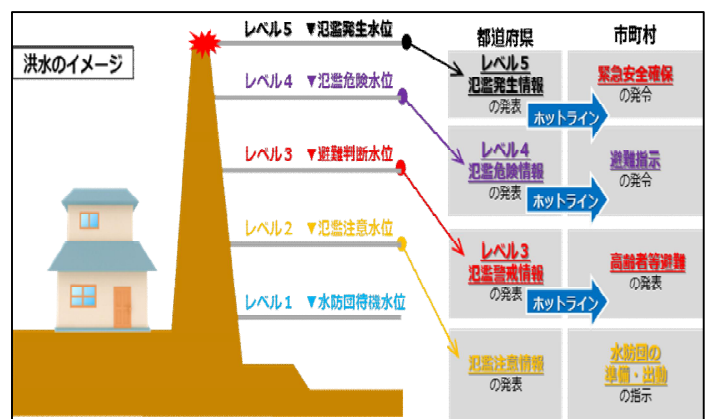 洪水のイメージ
レベル５ ▼氾濫発生水位
レベル４ ▼氾濫危険水位
レベル３ ▼避難判断水位
レベル２ ▼氾濫注意水位
レベル１ ▼水防団待機水位
都道府県
市町村
レベル５
氾濫発生情報
の発表
ホットライン
緊急安全確保
の発令
レベル４
氾濫危険情報
の発表
ホットライン
避難指示
の発令
レベル３
氾濫警戒情報
の発表
ホットライン
高齢者等避難
の発表
氾濫注意情報
の発表
水防団の
準備・出動
の指示